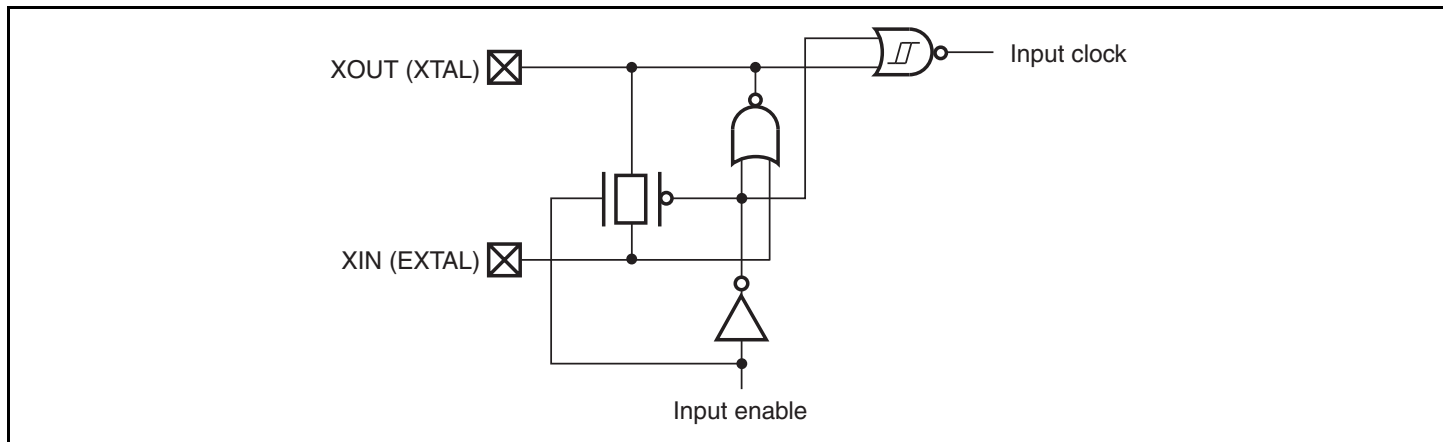 XOUT (XTAL)
Input clock
XIN (EXTAL)
Input enable